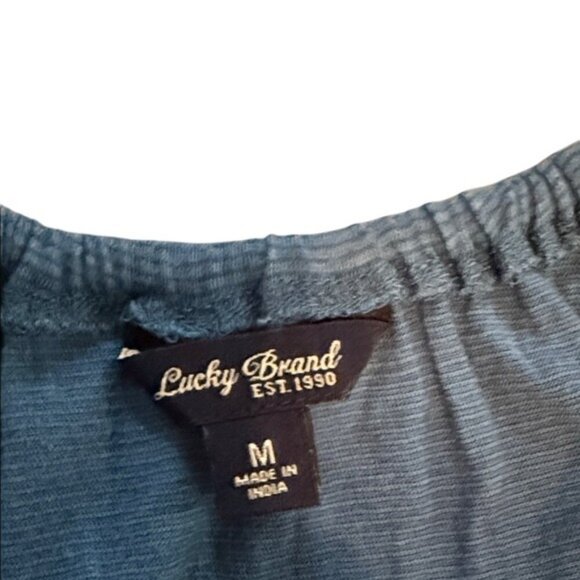 Lucky Brand
EST. 1990
M
MADE IN
INDIA